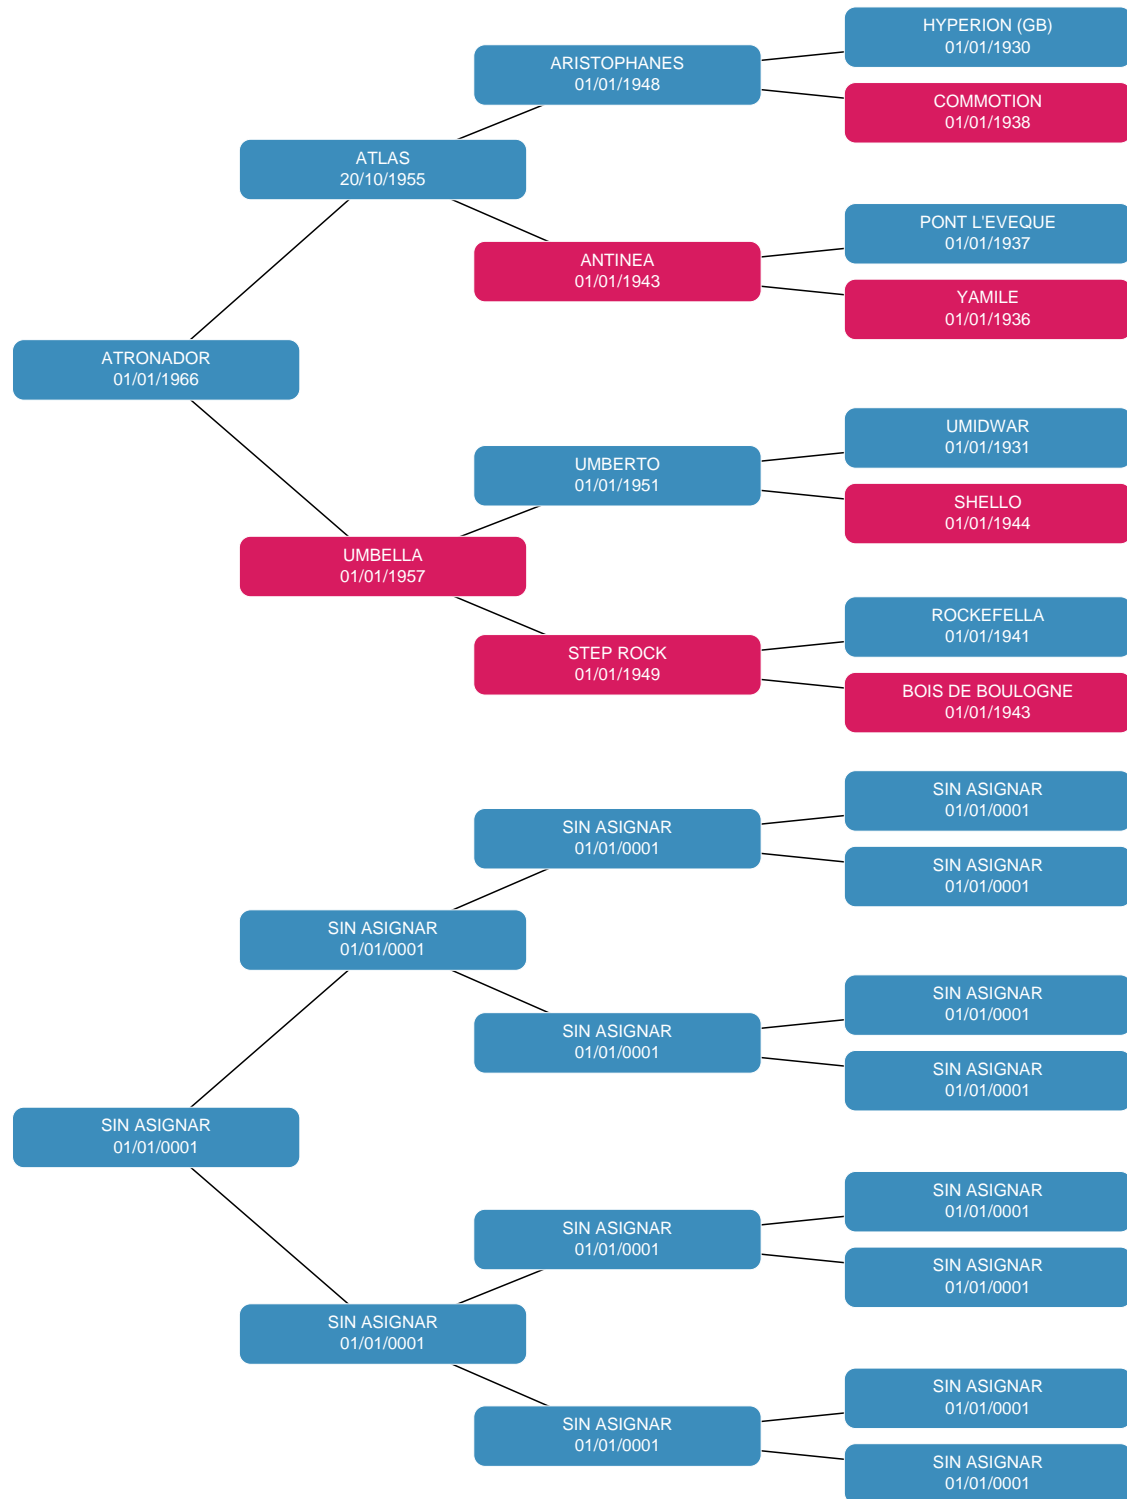 HYPERION (GB)
01/01/1930
ARISTOPHANES
01/01/1948
COMMOTION
01/01/1938
ATLAS
20/10/1955
PONT L'EVEQUE
01/01/1937
ANTINEA
01/01/1943
YAMILE
01/01/1936
ATRONADOR
01/01/1966
UMIDWAR
01/01/1931
UMBERTO
01/01/1951
SHELLO
01/01/1944
UMBELLA
01/01/1957
ROCKEFELLA
01/01/1941
STEP ROCK
01/01/1949
BOIS DE BOULOGNE
01/01/1943
SIN ASIGNAR
01/01/0001
SIN ASIGNAR
01/01/0001
SIN ASIGNAR
01/01/0001
SIN ASIGNAR
01/01/0001
SIN ASIGNAR
01/01/0001
SIN ASIGNAR
01/01/0001
SIN ASIGNAR
01/01/0001
SIN ASIGNAR
01/01/0001
SIN ASIGNAR
01/01/0001
SIN ASIGNAR
01/01/0001
SIN ASIGNAR
01/01/0001
SIN ASIGNAR
01/01/0001
SIN ASIGNAR
01/01/0001
SIN ASIGNAR
01/01/0001
SIN ASIGNAR
01/01/0001